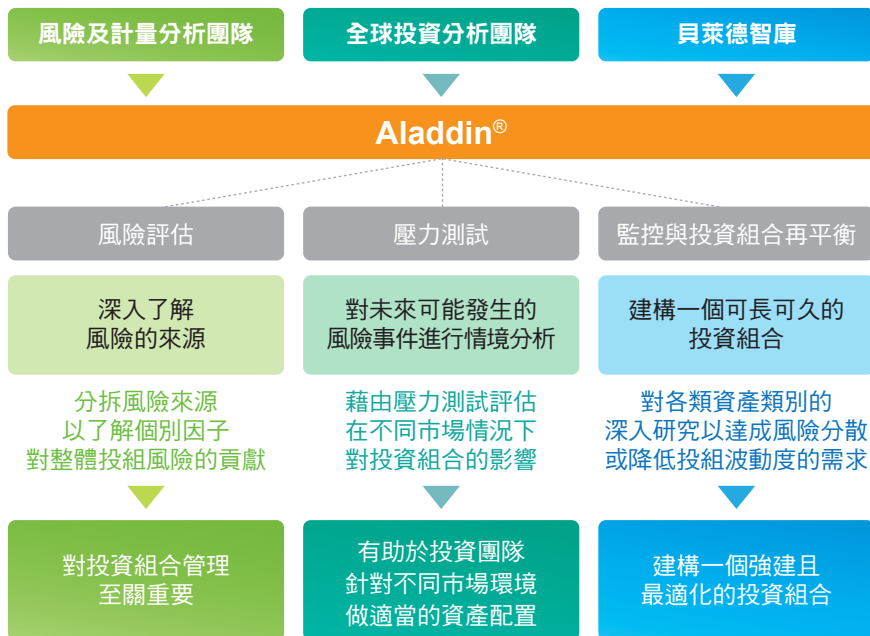 風險及計量分析團隊
全球投資分析團隊
貝萊德智庫
Aladdin®
風險評估
壓力測試
監控與投資組合再平衡
深入了解
風險的來源
對未來可能發生的
風險事件進行情境分析
建構一個可長可久的
投資組合
分拆風險來源
以了解個別因子
對整體投組風險的貢獻
藉由壓力測試評估
在不同市場情況下
對投資組合的影響
對各類資產類別的
深入研究以達成風險分散
或降低投組波動度的需求
對投資組合管理
至關重要
有助於投資團隊
針對不同市場環境
做適當的資產配置
建構一個強建且
最適化的投資組合